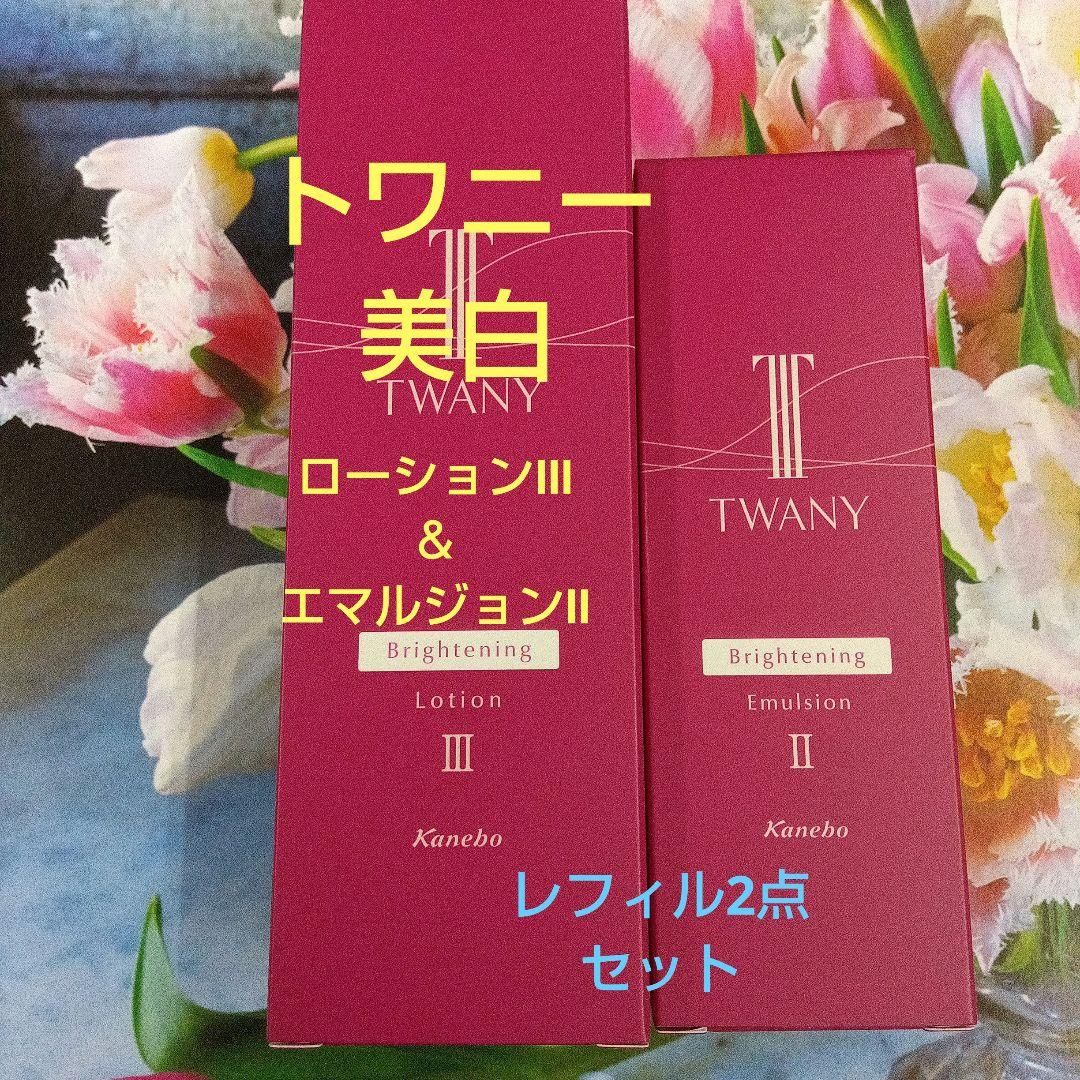 トワニー
美白
TWANY
ローションIII
&
エマルジョンII
Brightening
Lotion
III
Kanebo
TWANY
Brightening
Emulsion
II
Kanebo
レフィル2点
セット